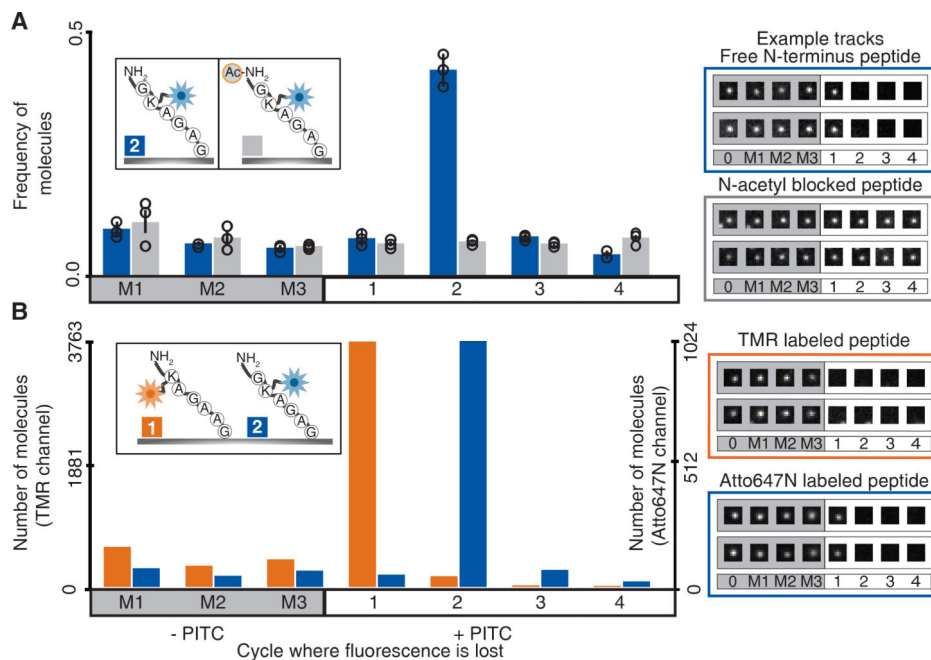 A
0.5
Frequency of
molecules
0.0
NH2
G
K
A
G
A
G
2
Ac-NH2
G
K
A
G
A
G
M1 M2 M3 1 2 3 4
Example tracks
Free N-terminus peptide
0 M1 M2 M3 1 2 3 4
N-acetyl blocked peptide
0 M1 M2 M3 1 2 3 4
B
3763
1881
0
Number of molecules
(TMR channel)
NH2
K
A
G
A
A
G
1
NH2
G
K
A
G
A
G
2
1024
512
0
Number of molecules
(Atto647N channel)
M1 M2 M3 1 2 3 4
- PITC + PITC
Cycle where fluorescence is lost
TMR labeled peptide
0 M1 M2 M3 1 2 3 4
Atto647N labeled peptide
0 M1 M2 M3 1 2 3 4